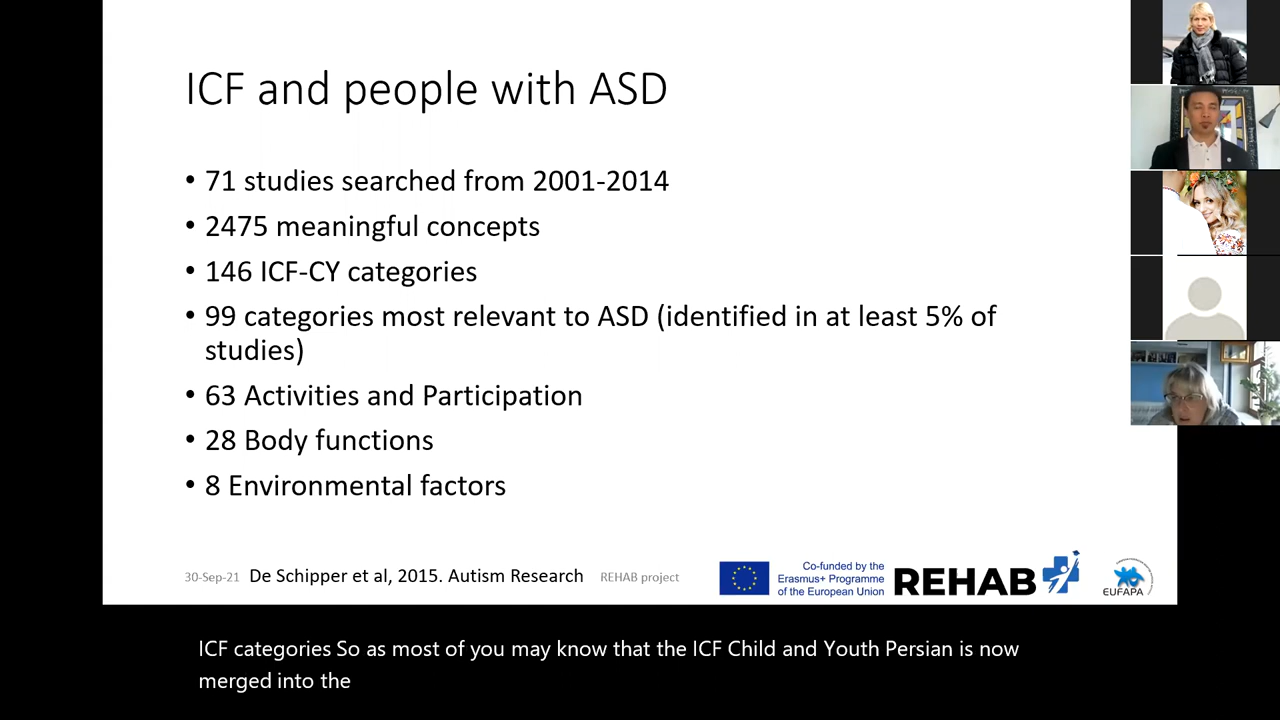 ICF and people with ASD
• 71 studies searched from 2001-2014
• 2475 meaningful concepts
• 146 ICF-CY categories
• 99 categories most relevant to ASD (identified in at least 5% of
studies)
• 63 Activities and Participation
• 28 Body functions
• 8 Environmental factors
30-Sep-21 De Schipper et al, 2015. Autism Research REHAB project
Co-funded by the
Erasmus+ Programme
of the European Union
REHAB
EUFAPA
ICF categories So as most of you may know that the ICF Child and Youth Persian is now
merged into the